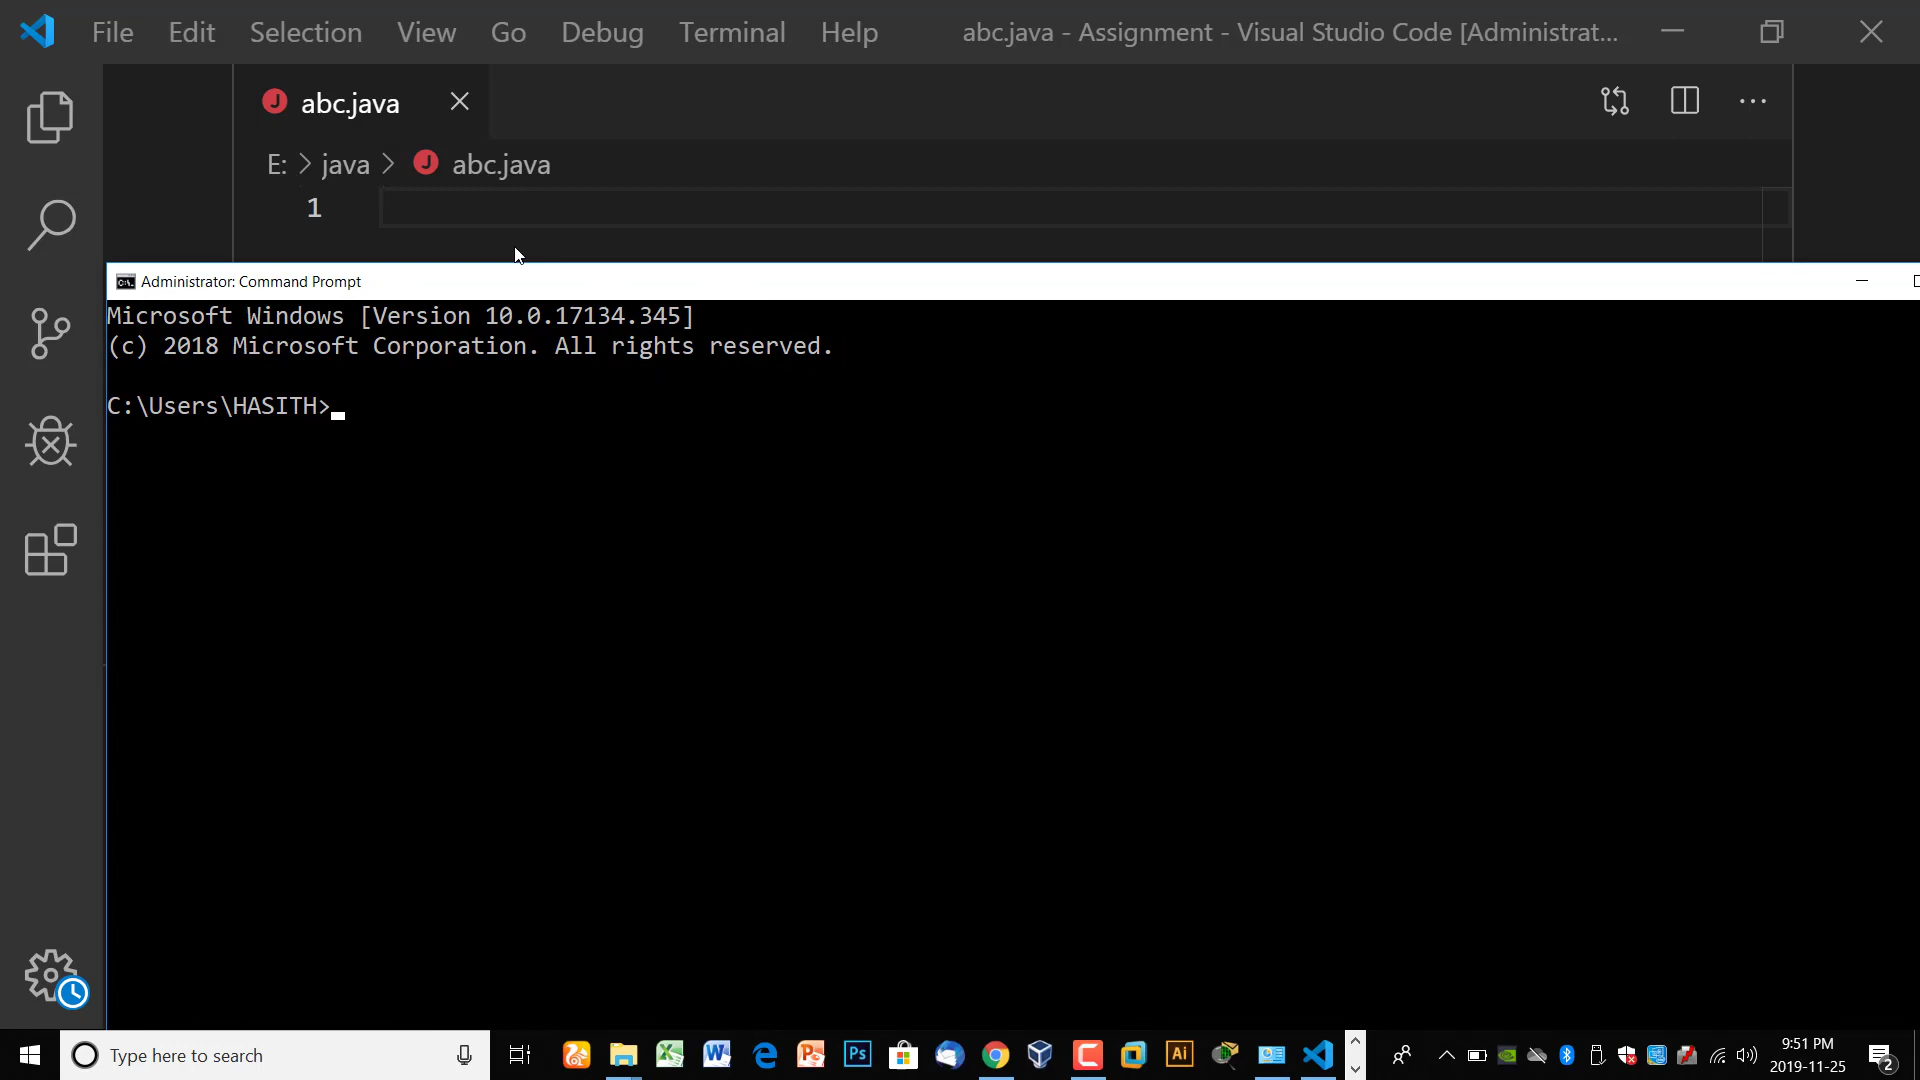 File Edit Selection View Go Debug Terminal Help abc.java - Assignment - Visual Studio Code [Administrat...
abc.java
E: > java > abc.java
1
Administrator: Command Prompt
Microsoft Windows [Version 10.0.17134.345]
(c) 2018 Microsoft Corporation. All rights reserved.
C:\Users\HASITH>
Type here to search
9:51 PM
2019-11-25
2